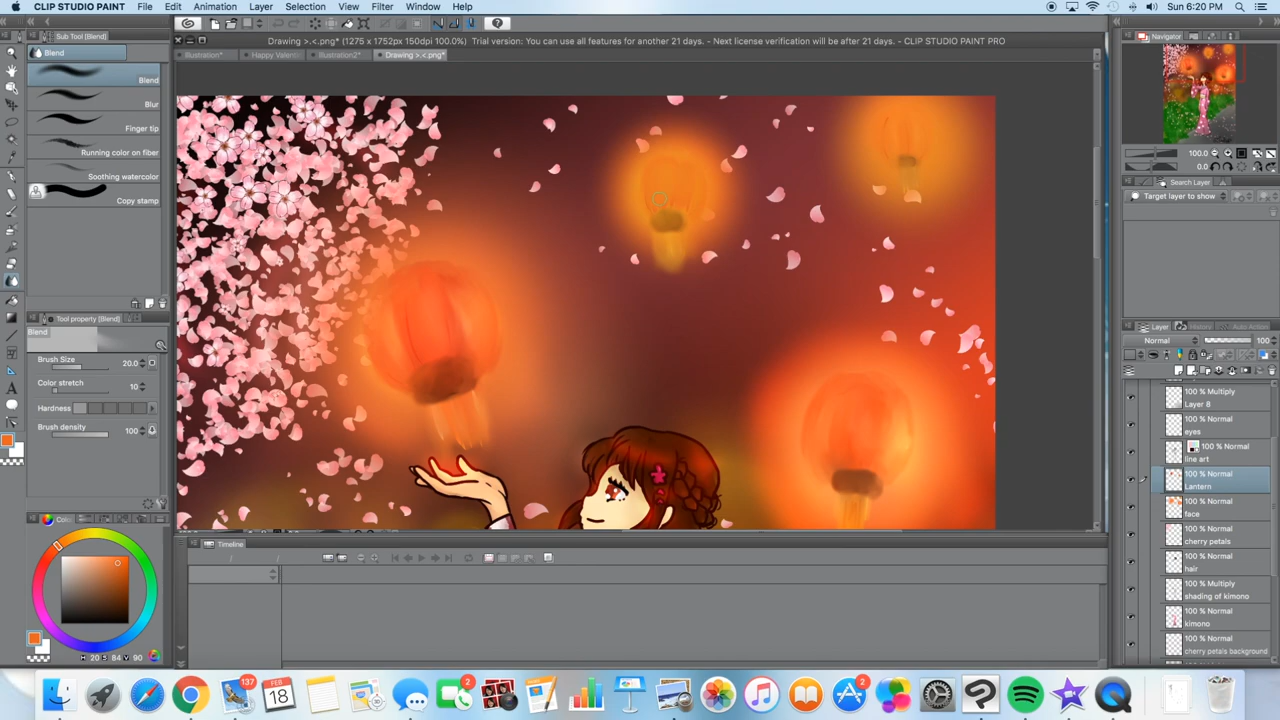 CLIP STUDIO PAINT File Edit Animation Layer Selection View Filter Window Help
Sun 6:20 PM
Sub Tool [Blend]
Drawing >.<.png* (1276 x 1752px 150dpi 100.0%) Trial version: You can use all features for another 21 days. - Next license verification will be after 21 days. - CLIP STUDIO PAINT PRO
Navigator
Blend
Illustration*
Illustration2*
Drawing >.<.png*
Blend
Blur
Finger tip
Running color on fiber
Soothing watercolor
Copy stamp
100.0
0.0
Search Layer
Target layer to show
Tool property [Blend]
Blend
Brush Size 20.0
Color stretch 10
Hardness
Brush density 100
Layer History Auto Action
Normal 100
100 % Multiply
Layer 8
100 % Normal
eyes
100 % Normal
line art
100 % Normal
Lantern
100 % Normal
face
100 % Normal
cherry petals
100 % Normal
hair
100 % Multiply
shading of kimono
100 % Normal
kimono
100 % Normal
cherry petals background
Timeline
H 20 S 84 V 90
137
FEB
18
2
2